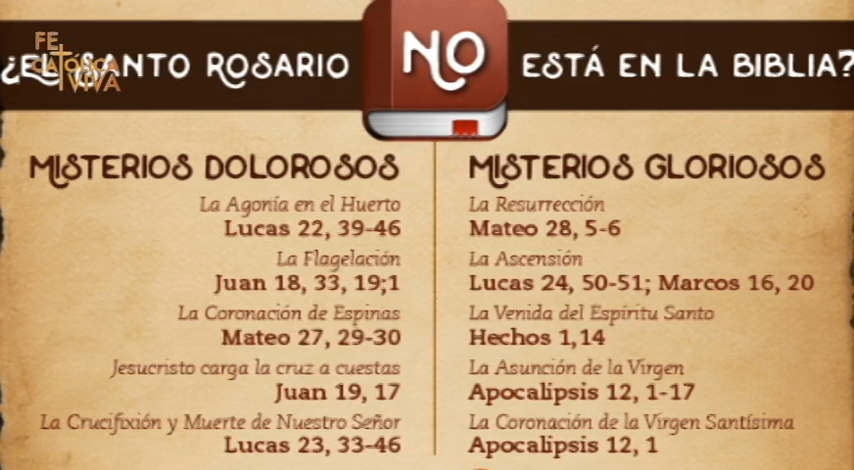 ¿EL SANTO ROSARIO NO ESTÁ EN LA BIBLIA?
FE
CATÓLICA
VIVA
MISTERIOS DOLOROSOS
La Agonía en el Huerto
Lucas 22, 39-46
La Flagelación
Juan 18, 33, 19;1
La Coronación de Espinas
Mateo 27, 29-30
Jesucristo carga la cruz a cuestas
Juan 19, 17
La Crucifixión y Muerte de Nuestro Señor
Lucas 23, 33-46
MISTERIOS GLORIOSOS
La Resurrección
Mateo 28, 5-6
La Ascensión
Lucas 24, 50-51; Marcos 16, 20
La Venida del Espíritu Santo
Hechos 1,14
La Asunción de la Virgen
Apocalipsis 12, 1-17
La Coronación de la Virgen Santísima
Apocalipsis 12, 1